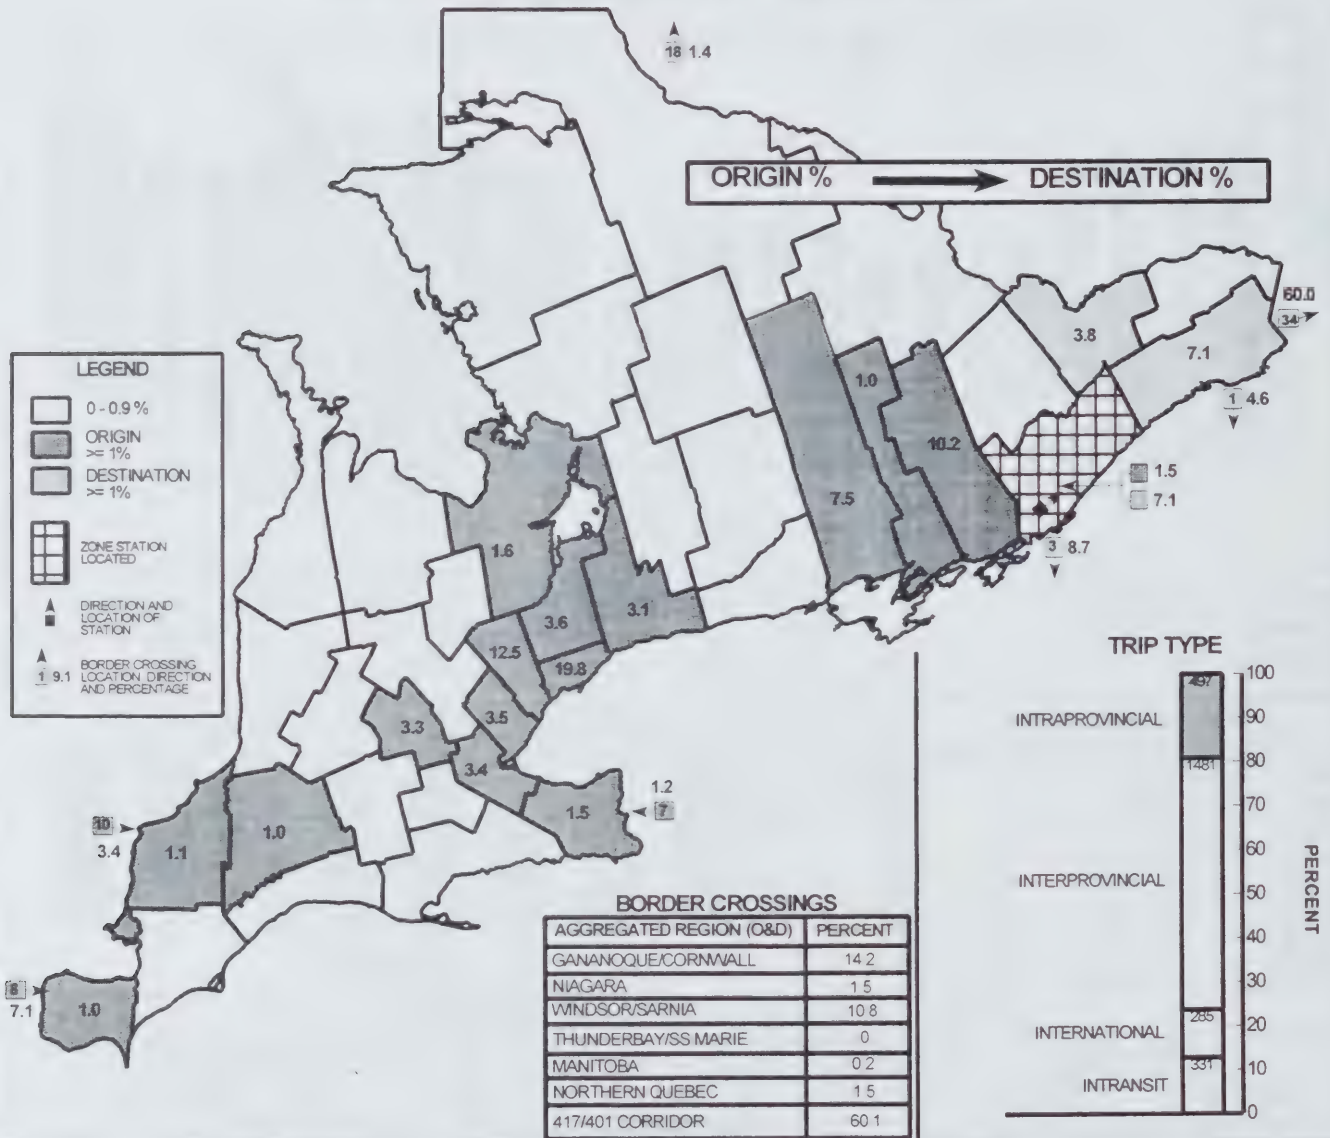 18 1.4
ORIGIN % DESTINATION %
60.0
34
3.8
7.1
1 4.6
1.0
10.2
7.5
1.5
7.1
3 8.7
LEGEND
0 - 0.9 %
ORIGIN
>= 1%
DESTINATION
>= 1%
ZONE STATION
LOCATED
DIRECTION AND
LOCATION OF
STATION
1 9.1
BORDER CROSSING
LOCATION DIRECTION
AND PERCENTAGE
1.6
3.6
3.1
12.5
19.8
3.3
3.5
3.4
1.5
1.2
7
10
3.4
1.1
1.0
8
7.1
1.0
BORDER CROSSINGS
AGGREGATED REGION (O&D) PERCENT
GANANOQUE/CORNWALL 14.2
NIAGARA 1.5
WINDSOR/SARNIA 10.8
THUNDERBAY/SS MARIE 0
MANITOBA 0.2
NORTHERN QUEBEC 1.5
417/401 CORRIDOR 60.1
TRIP TYPE
INTRAPROVINCIAL
INTERPROVINCIAL
INTERNATIONAL
INTRANSIT
497
1481
285
331
100
90
80
70
60
50
40
30
20
10
0
PERCENT